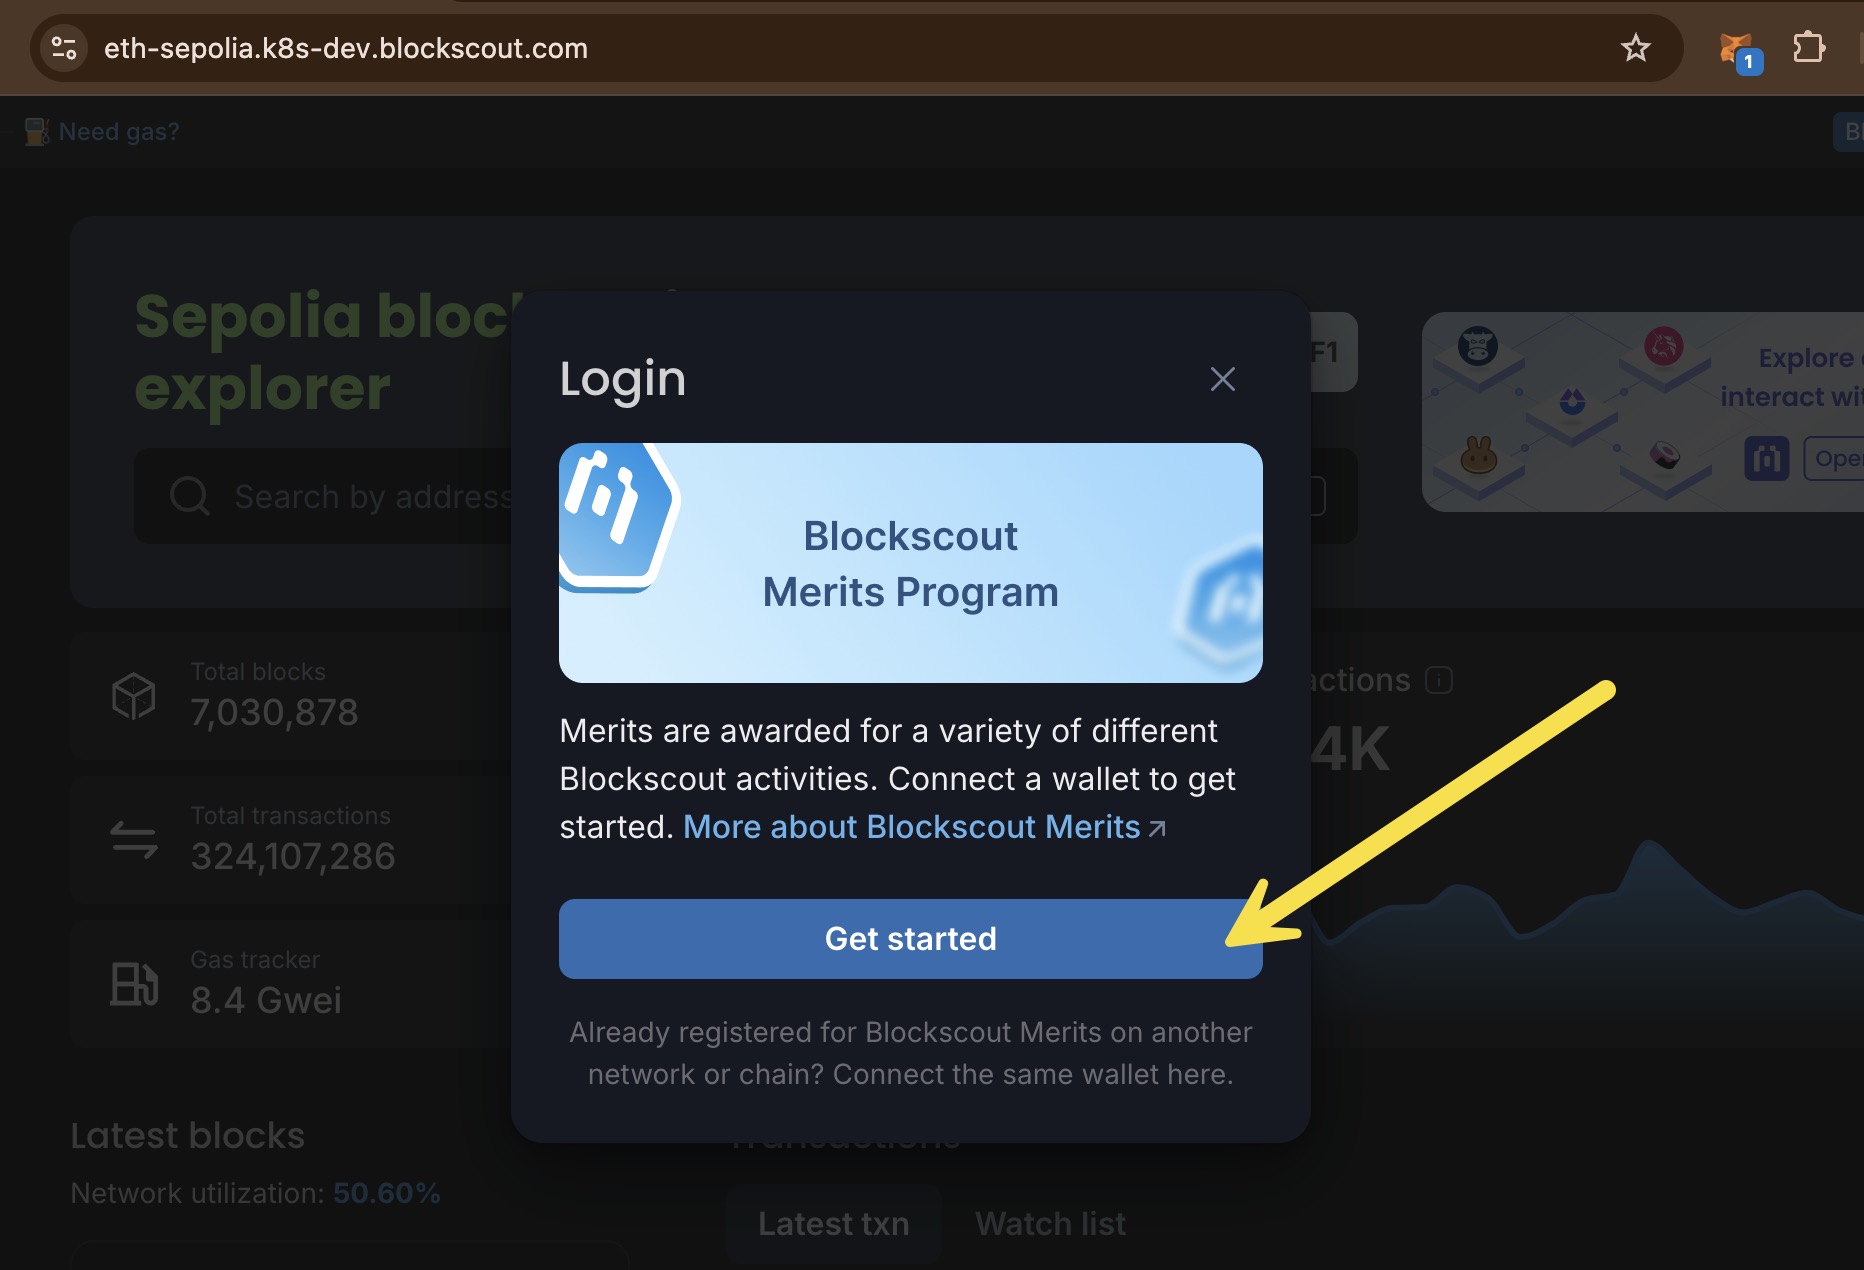 eth-sepolia.k8s-dev.blockscout.com
1
Need gas?
Sepolia bloc
explorer
F1
Explore
interact wit
Open
Search by address
Login
Blockscout
Merits Program
Merits are awarded for a variety of different
Blockscout activities. Connect a wallet to get
started. More about Blockscout Merits
Get started
Already registered for Blockscout Merits on another
network or chain? Connect the same wallet here.
Total blocks
7,030,878
Total transactions
324,107,286
Gas tracker
8.4 Gwei
actions
4K
Latest blocks
Network utilization: 50.60%
Transactions
Latest txn
Watch list